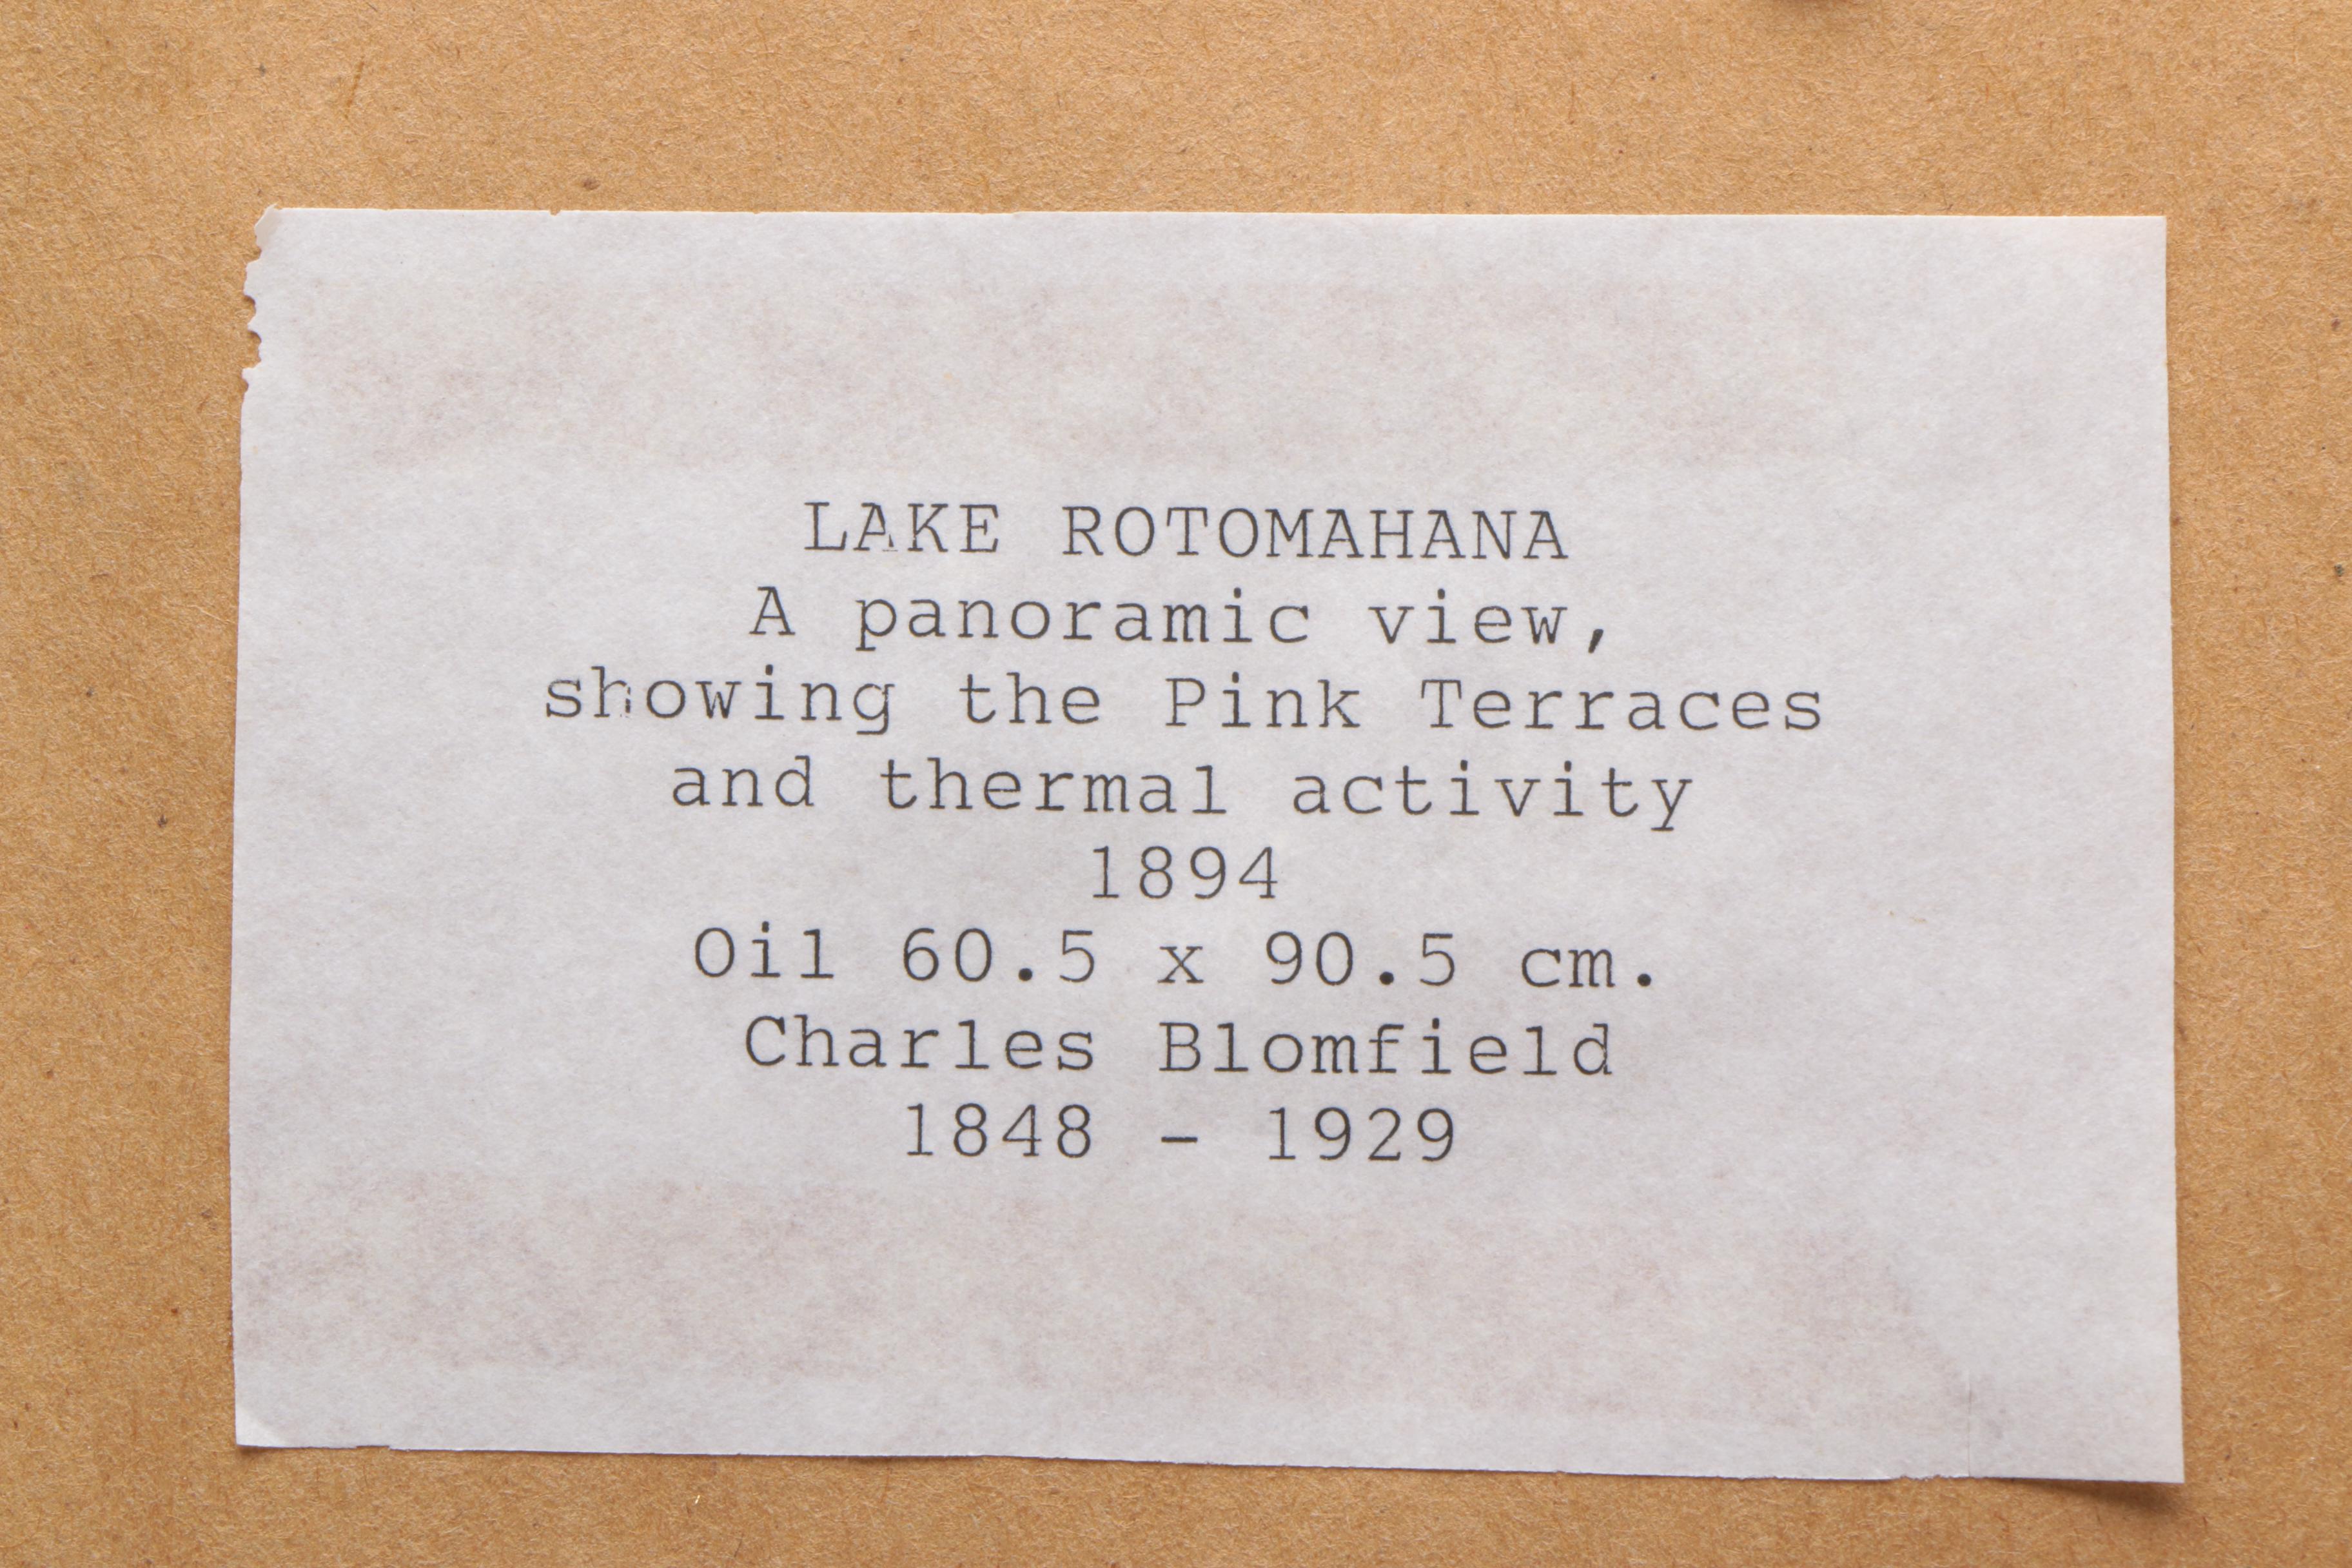 LAKE ROTOMAHANA
A panoramic view,
showing the Pink Terraces
and thermal activity
1894
Oil 60.5 x 90.5 cm.
Charles Blomfield
1848 - 1929